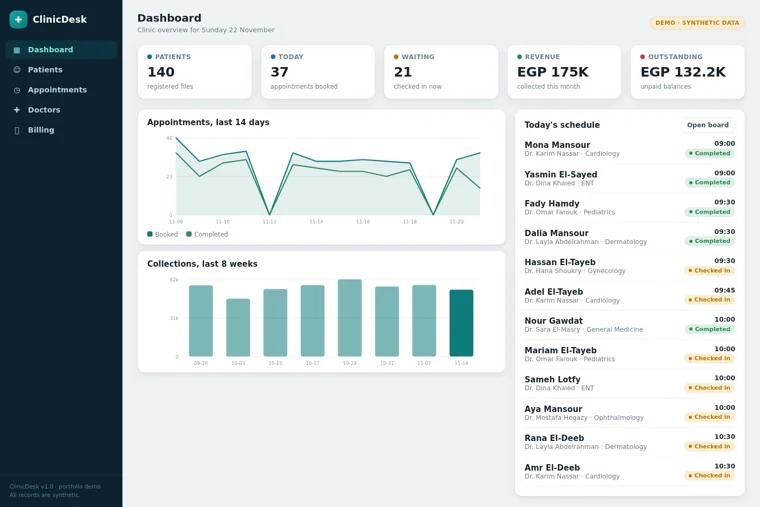 ClinicDesk
Dashboard
Patients
Appointments
Doctors
Billing
ClinicDesk v1.0 · portfolio demo
All records are synthetic.
Dashboard
Clinic overview for Sunday 22 November
DEMO · SYNTHETIC DATA
PATIENTS
140
registered files
TODAY
37
appointments booked
WAITING
21
checked in now
REVENUE
EGP 175K
collected this month
OUTSTANDING
EGP 132.2K
unpaid balances
Appointments, last 14 days
46
23
0
11-08 11-10 11-12 11-14 11-16 11-18 11-20
Booked Completed
Collections, last 8 weeks
62k
31k
0
09-26 10-03 10-10 10-17 10-24 10-31 11-07 11-14
Today's schedule
Open board
Mona Mansour 09:00
Dr. Karim Nassar · Cardiology Completed
Yasmin El-Sayed 09:00
Dr. Dina Khaled · ENT Completed
Fady Hamdy 09:30
Dr. Omar Farouk · Pediatrics Completed
Dalia Mansour 09:30
Dr. Layla Abdelrahman · Dermatology Completed
Hassan El-Tayeb 09:30
Dr. Hana Shoukry · Gynecology Checked in
Adel El-Tayeb 09:45
Dr. Karim Nassar · Cardiology Checked in
Nour Gawdat 10:00
Dr. Sara El-Masry · General Medicine Completed
Mariam El-Tayeb 10:00
Dr. Omar Farouk · Pediatrics Checked in
Sameh Lotfy 10:00
Dr. Dina Khaled · ENT Checked in
Aya Mansour 10:00
Dr. Mostafa Hegazy · Ophthalmology Checked in
Rana El-Deeb 10:30
Dr. Layla Abdelrahman · Dermatology Checked in
Amr El-Deeb 10:30
Dr. Karim Nassar · Cardiology Checked in